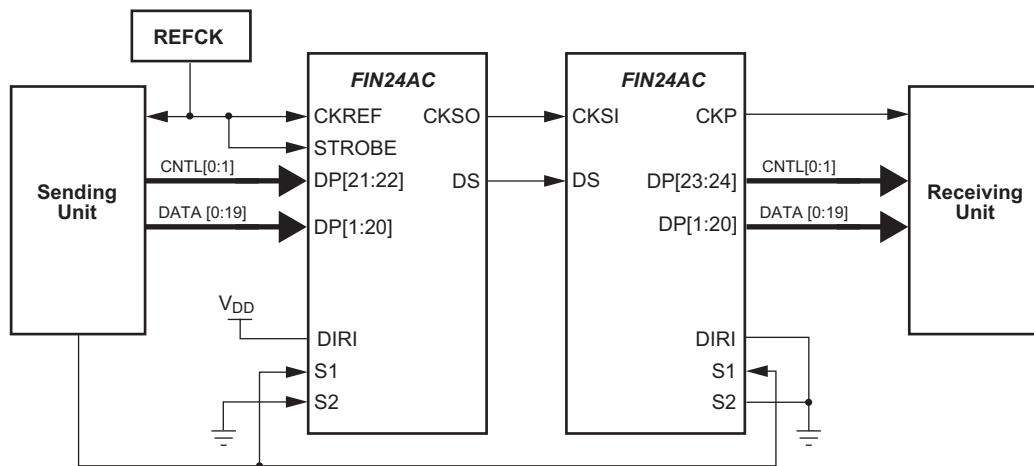 REFCK
Sending
Unit
CNTL[0:1]
DATA [0:19]
VDD
FIN24AC
CKREF
STROBE
DP[21:22]
DP[1:20]
DIRI
S1
S2
CKSO
DS
FIN24AC
CKSI
DS
CKP
DP[23:24]
DP[1:20]
DIRI
S1
S2
CNTL[0:1]
DATA [0:19]
Receiving
Unit